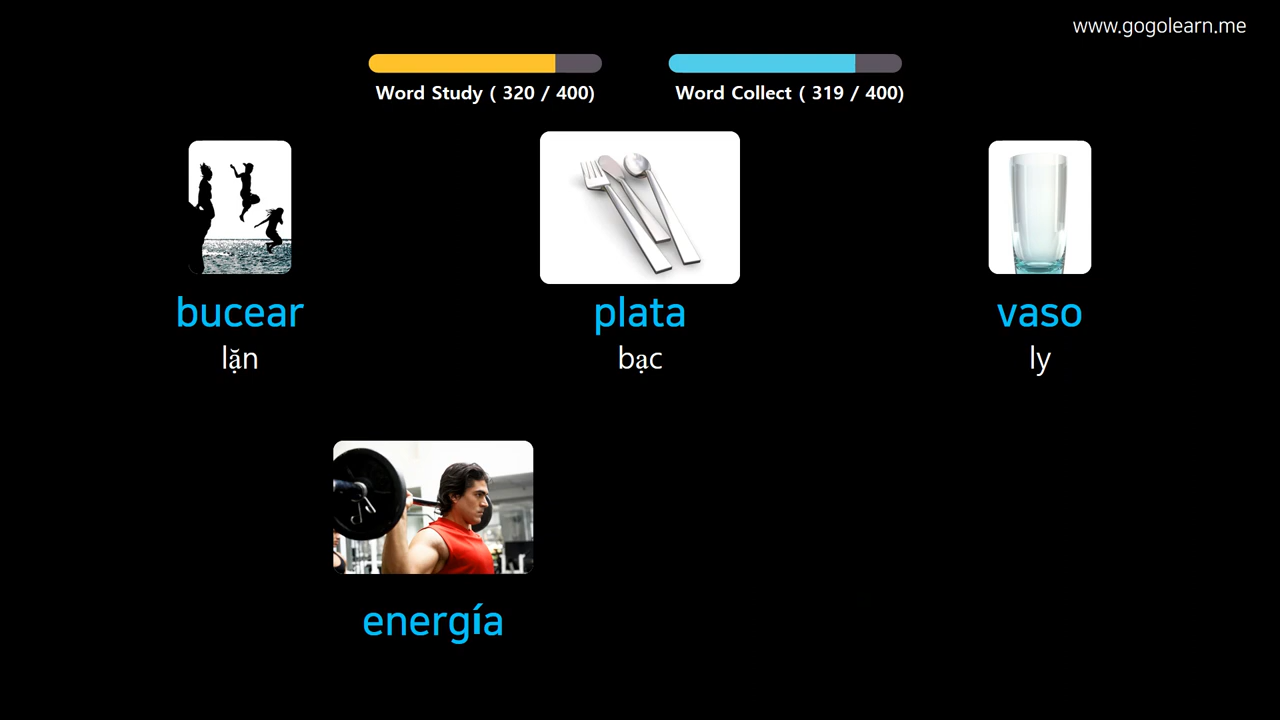 www.gogolearn.me
Word Study ( 320 / 400)
Word Collect ( 319 / 400)
bucear
lặn
plata
bạc
vaso
ly
energía